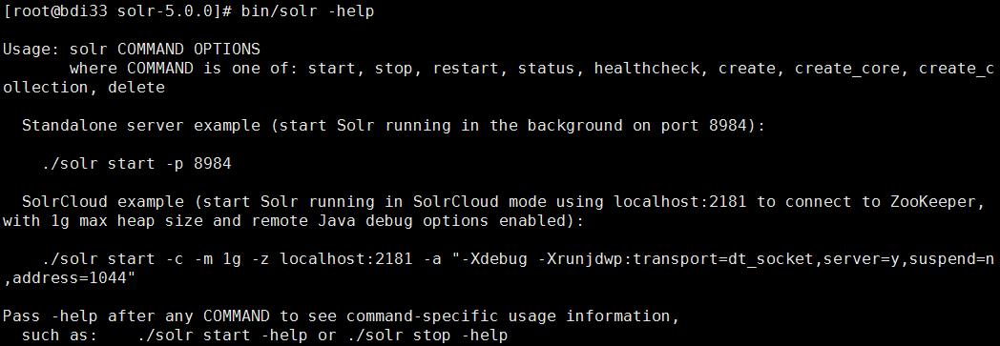 [root@bdi33 solr-5.0.0]# bin/solr -help
Usage: solr COMMAND OPTIONS
where COMMAND is one of: start, stop, restart, status, healthcheck, create, create_core, create_c
ollection, delete
Standalone server example (start Solr running in the background on port 8984):
./solr start -p 8984
SolrCloud example (start Solr running in SolrCloud mode using localhost:2181 to connect to ZooKeeper,
with 1g max heap size and remote Java debug options enabled):
./solr start -c -m 1g -z localhost:2181 -a "-Xdebug -Xrunjdwp:transport=dt_socket,server=y,suspend=n
,address=1044"
Pass -help after any COMMAND to see command-specific usage information,
such as:    ./solr start -help or ./solr stop -help